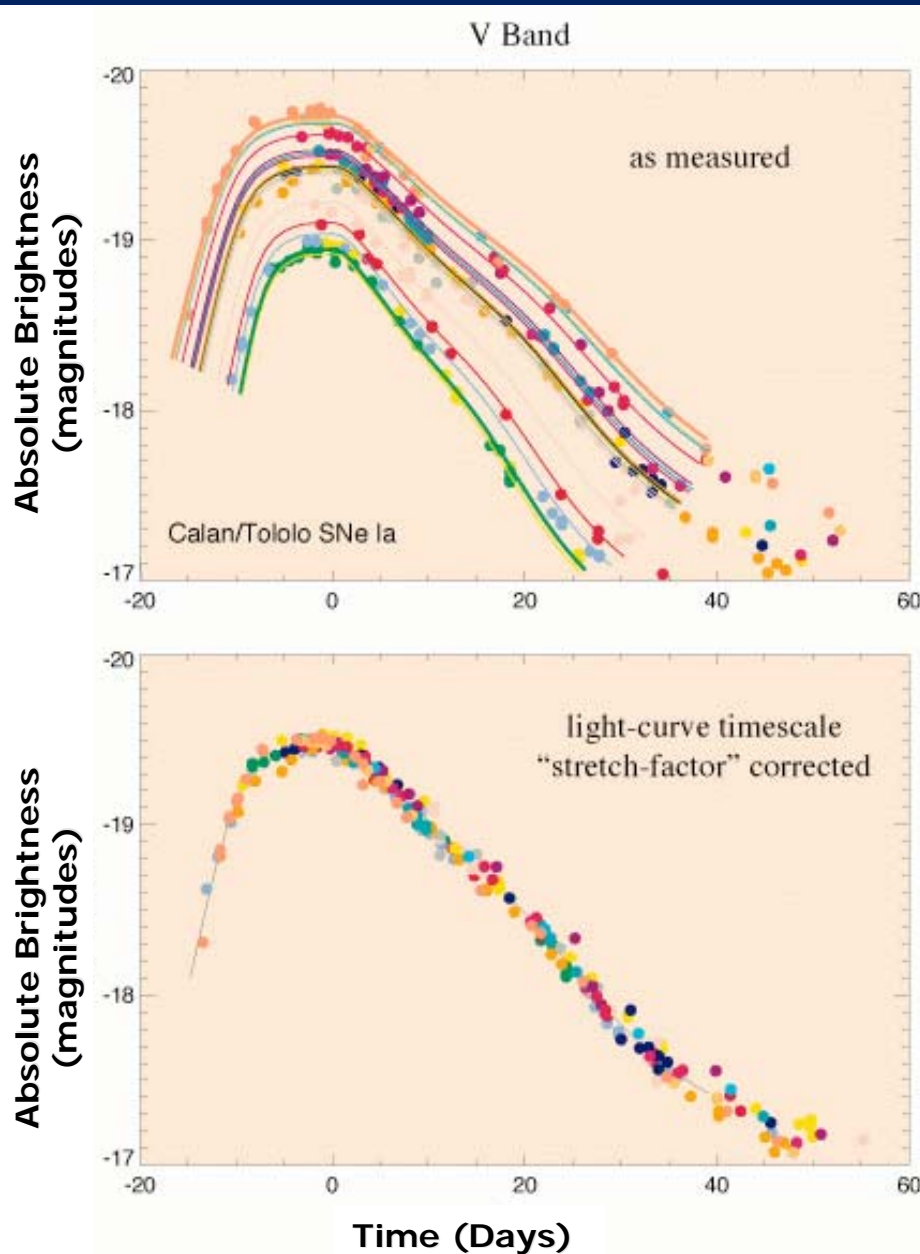 V Band
Absolute Brightness
(magnitudes)
-20
-19
-18
-17
as measured
Calan/Tololo SNe Ia
-20
0
20
40
60
Absolute Brightness
(magnitudes)
-20
-19
-18
-17
light-curve timescale
“stretch-factor” corrected
-20
0
20
40
60
Time (Days)